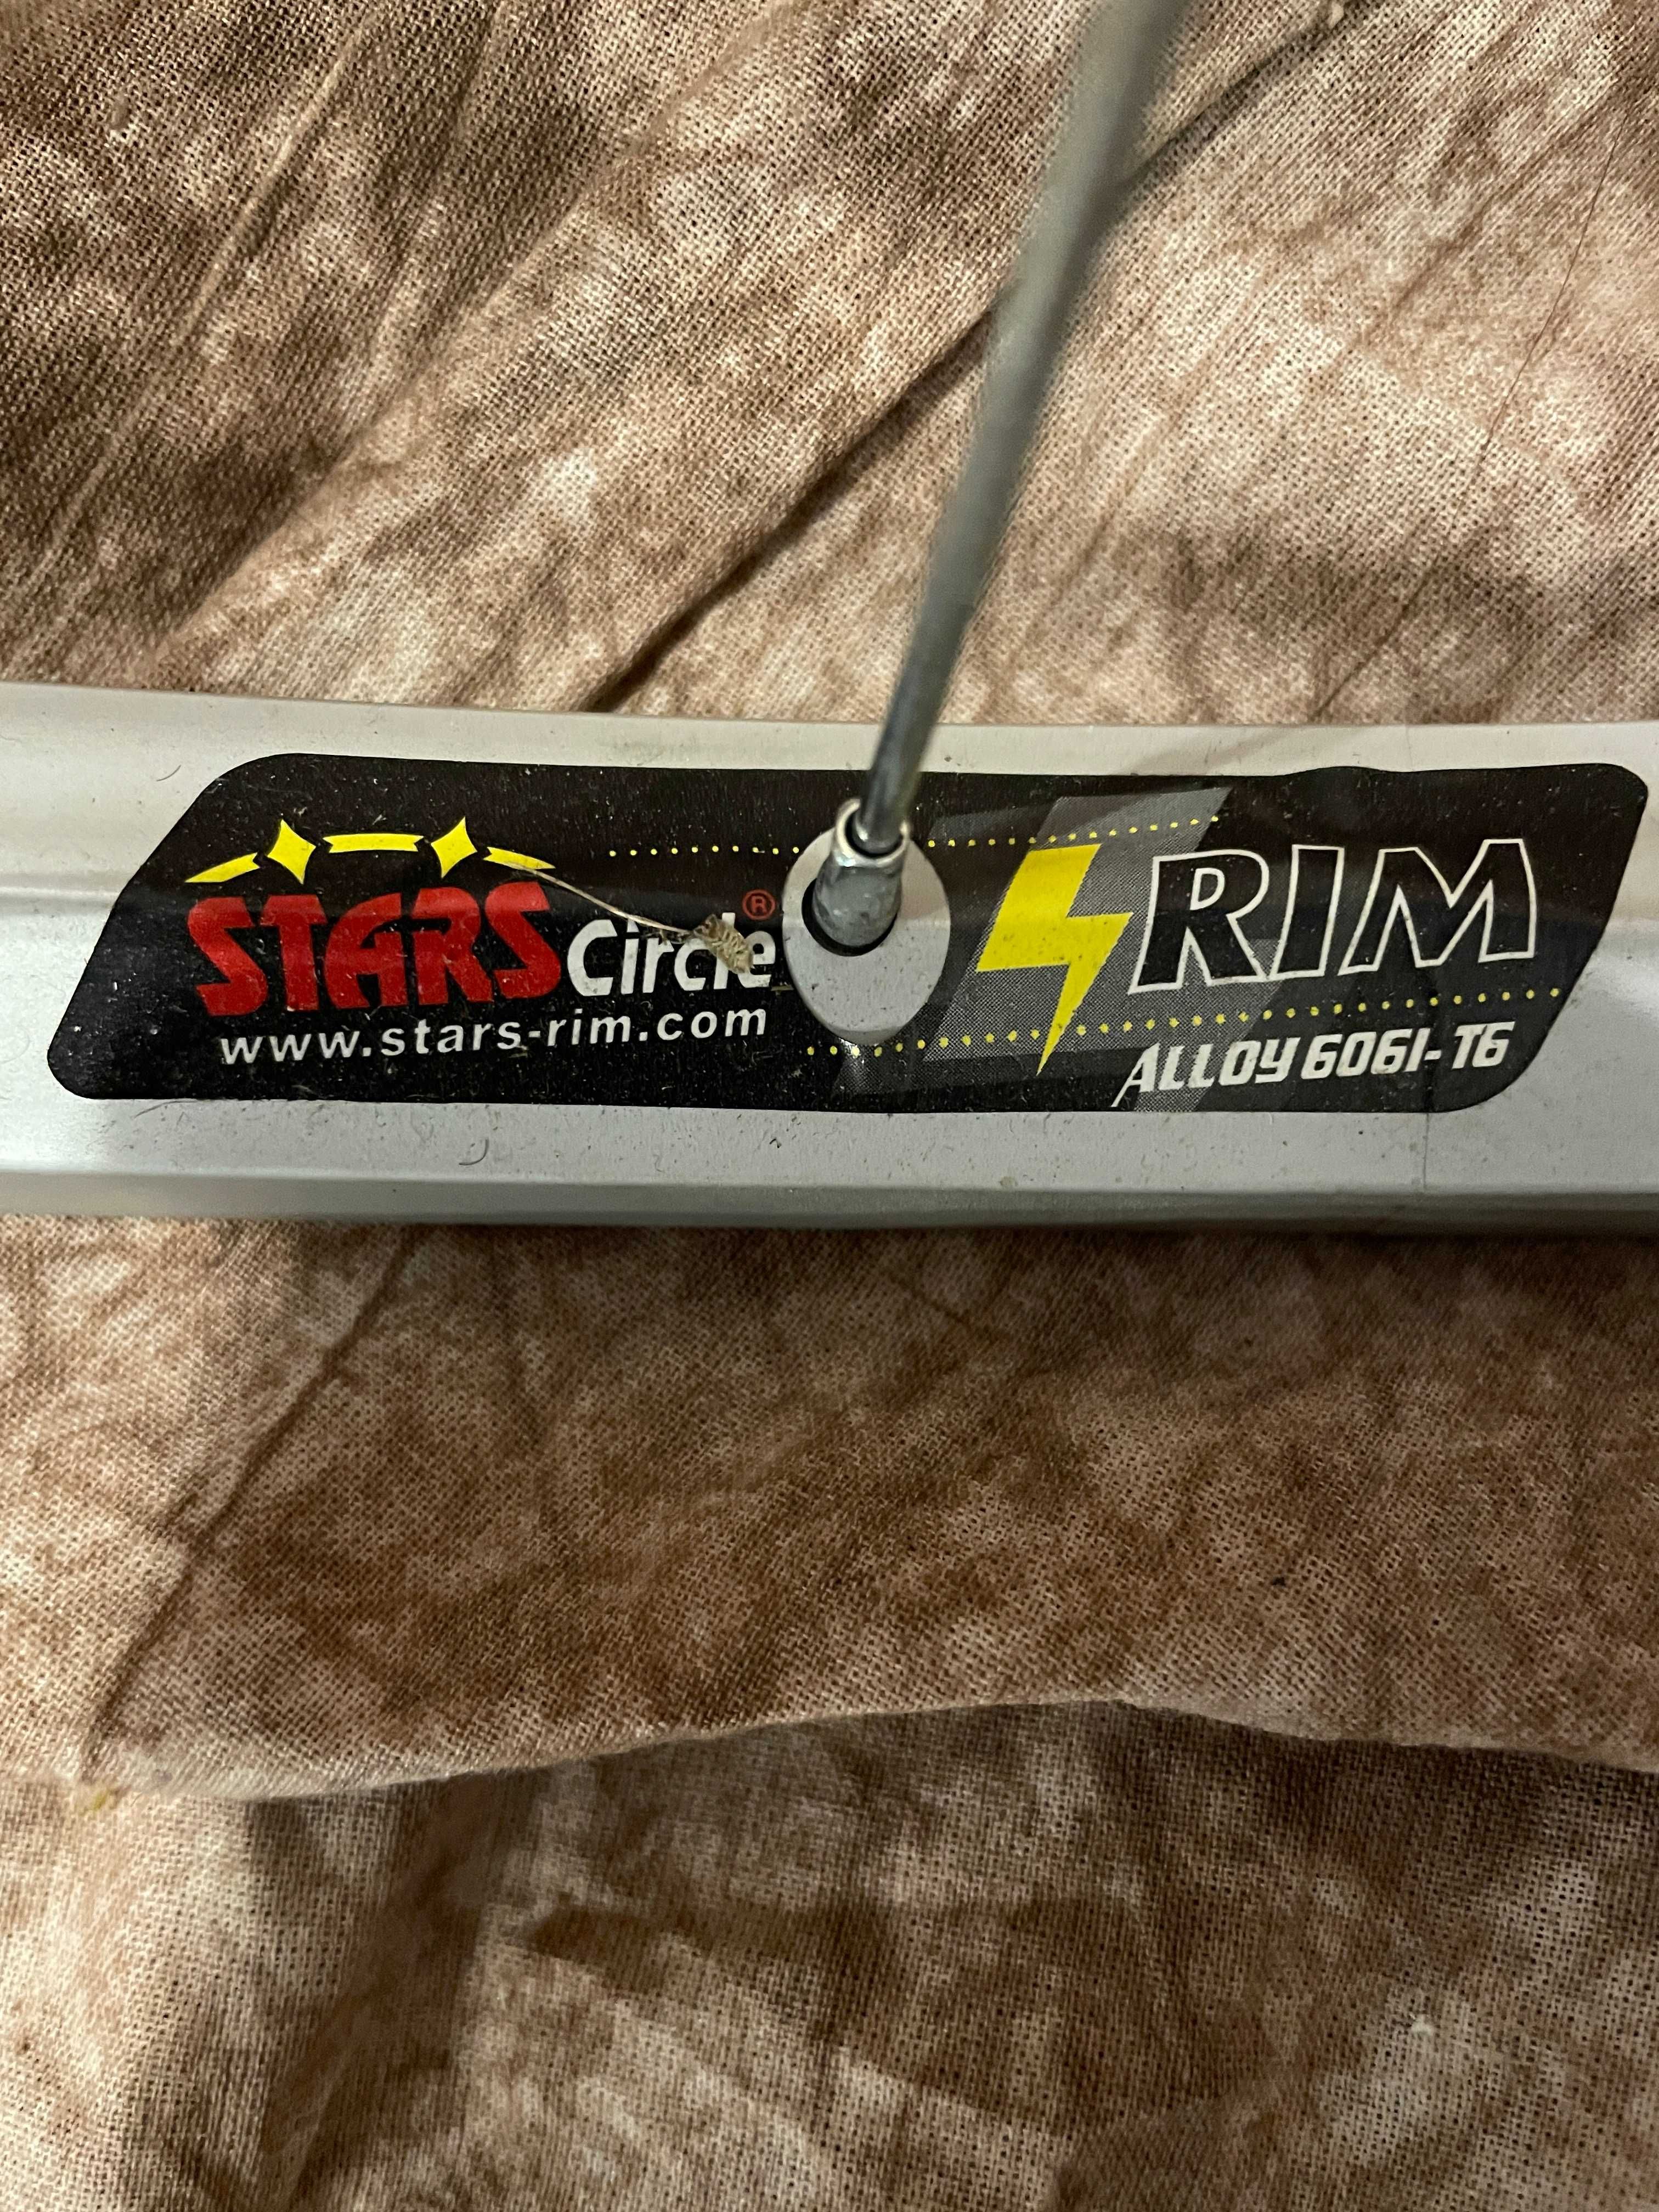 STARS Circle®
www.stars-rim.com
RIM
ALLOY 6061-T6